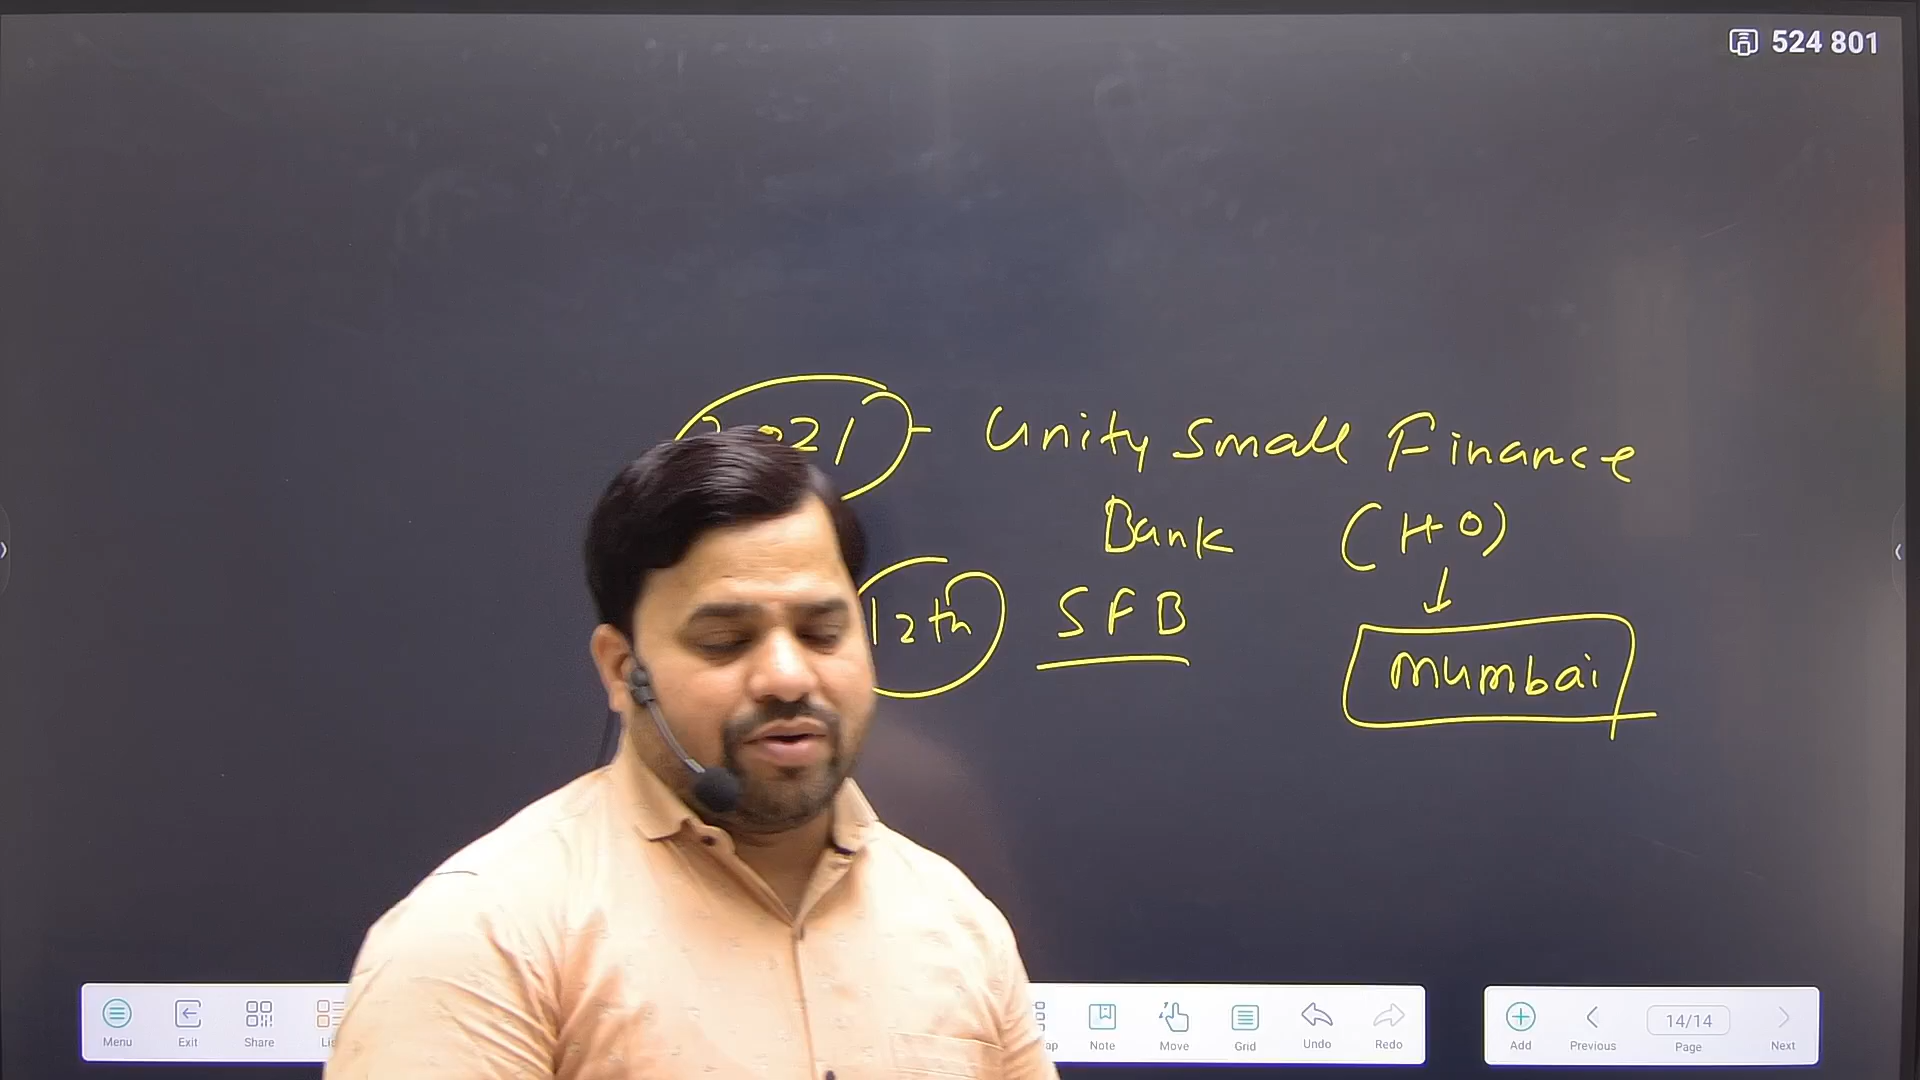 524 801
2021 - Unity Small Finance
Bank (HO)
12th SFB
Mumbai
Menu Exit Share Note Move Grid Undo Redo
Add Previous 14/14 Page Next